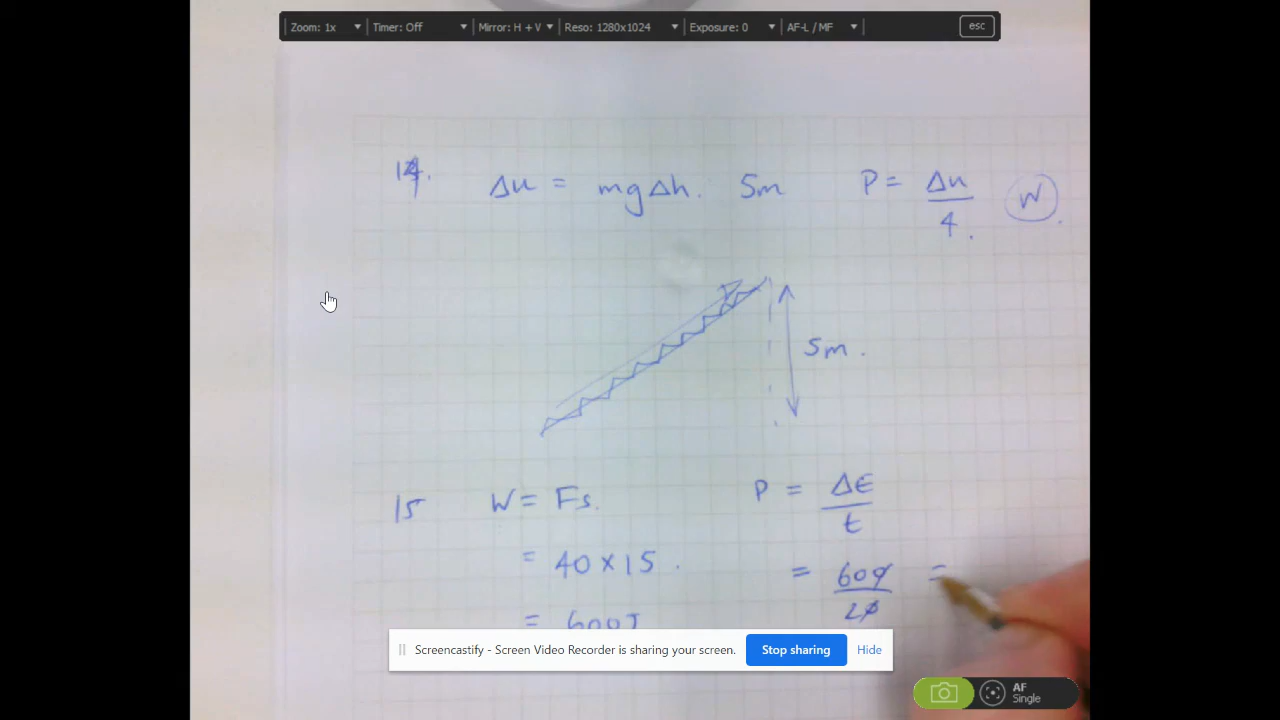 Zoom: 1x Timer: Off Mirror: H + V Reso: 1280x1024 Exposure: 0 AF-L / MF esc
14. Δu = mgΔh. 5m P = Δu / 4. W
5m.
15 W = Fs. P = ΔE / t
= 40 × 15. = 600 / 20 =
= 600J
Screencastify - Screen Video Recorder is sharing your screen. Stop sharing Hide
AF
Single